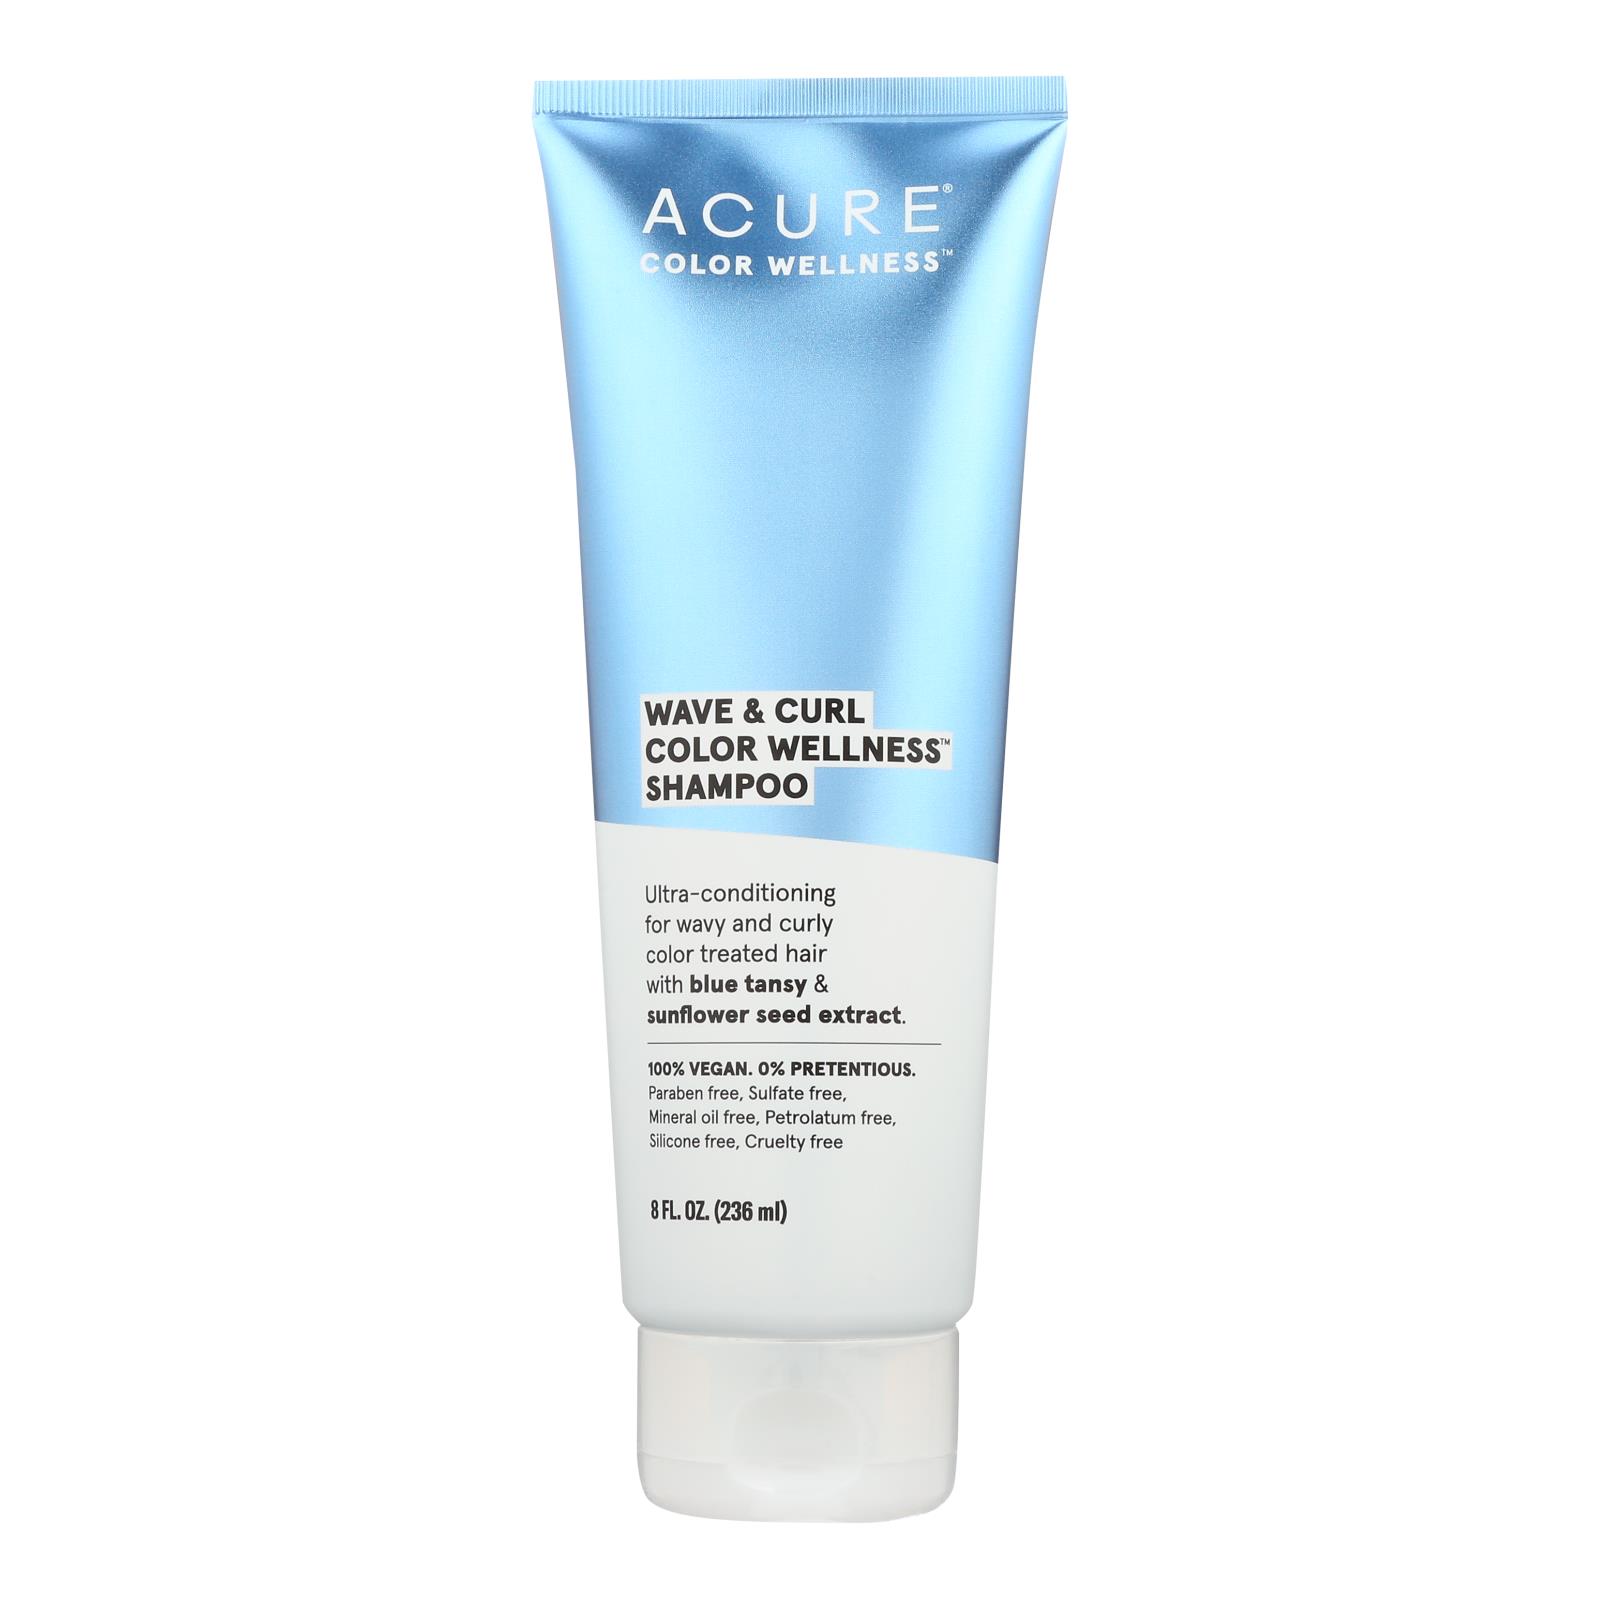 ACURE®
COLOR WELLNESS™
WAVE & CURL
COLOR WELLNESS™
SHAMPOO
Ultra-conditioning
for wavy and curly
color treated hair
with blue tansy &
sunflower seed extract.
100% VEGAN. 0% PRETENTIOUS.
Paraben free, Sulfate free,
Mineral oil free, Petrolatum free,
Silicone free, Cruelty free
8 FL. OZ. (236 ml)